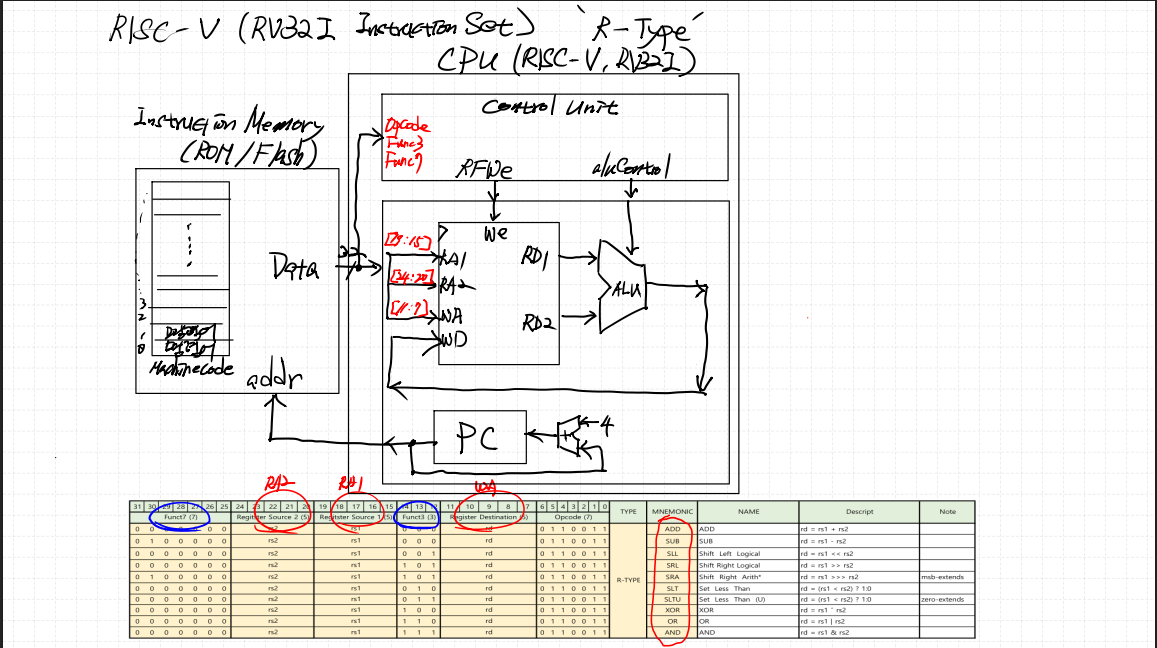 RISC-V (RV32I Instruction Set) 'R-Type'
CPU (RISC-V, RV32I)
Control Unit
Opcode
Func3
Func7
RFWe
aluControl
Instruction Memory
(ROM/Flash)
Data
32
3
2
1
0
Machine Code
addr
[19:15]
[24:20]
[11:7]
We
RA1
RA2
WA
WD
RD1
RD2
ALU
PC
+
4
RA2 RA1 WA
31 30 29 28 27 26 25 24 23 22 21 20 19 18 17 16 15 14 13 12 11 10 9 8 7 6 5 4 3 2 1 0 TYPE MNEMONIC NAME Descript Note
Funct7 (7) Register Source 2 (5) Register Source 1 (5) Funct3 (3) Register Destination (5) Opcode (7)
0 0 0 0 0 0 0 rs2 rs1 0 0 0 rd 0 1 1 0 0 1 1 ADD ADD rd = rs1 + rs2
0 1 0 0 0 0 0 rs2 rs1 0 0 0 rd 0 1 1 0 0 1 1 SUB SUB rd = rs1 - rs2
0 0 0 0 0 0 0 rs2 rs1 0 0 1 rd 0 1 1 0 0 1 1 SLL Shift Left Logical rd = rs1 << rs2
0 0 0 0 0 0 0 rs2 rs1 1 0 1 rd 0 1 1 0 0 1 1 SRL Shift Right Logical rd = rs1 >> rs2
0 1 0 0 0 0 0 rs2 rs1 1 0 1 rd 0 1 1 0 0 1 1 R-TYPE SRA Shift Right Arith* rd = rs1 >>> rs2 msb-extends
0 0 0 0 0 0 0 rs2 rs1 0 1 0 rd 0 1 1 0 0 1 1 SLT Set Less Than rd = (rs1 < rs2) ? 1:0
0 0 0 0 0 0 0 rs2 rs1 0 1 1 rd 0 1 1 0 0 1 1 SLTU Set Less Than (U) rd = (rs1 < rs2) ? 1:0 zero-extends
0 0 0 0 0 0 0 rs2 rs1 1 0 0 rd 0 1 1 0 0 1 1 XOR XOR rd = rs1 ^ rs2
0 0 0 0 0 0 0 rs2 rs1 1 1 0 rd 0 1 1 0 0 1 1 OR OR rd = rs1 | rs2
0 0 0 0 0 0 0 rs2 rs1 1 1 1 rd 0 1 1 0 0 1 1 AND AND rd = rs1 & rs2